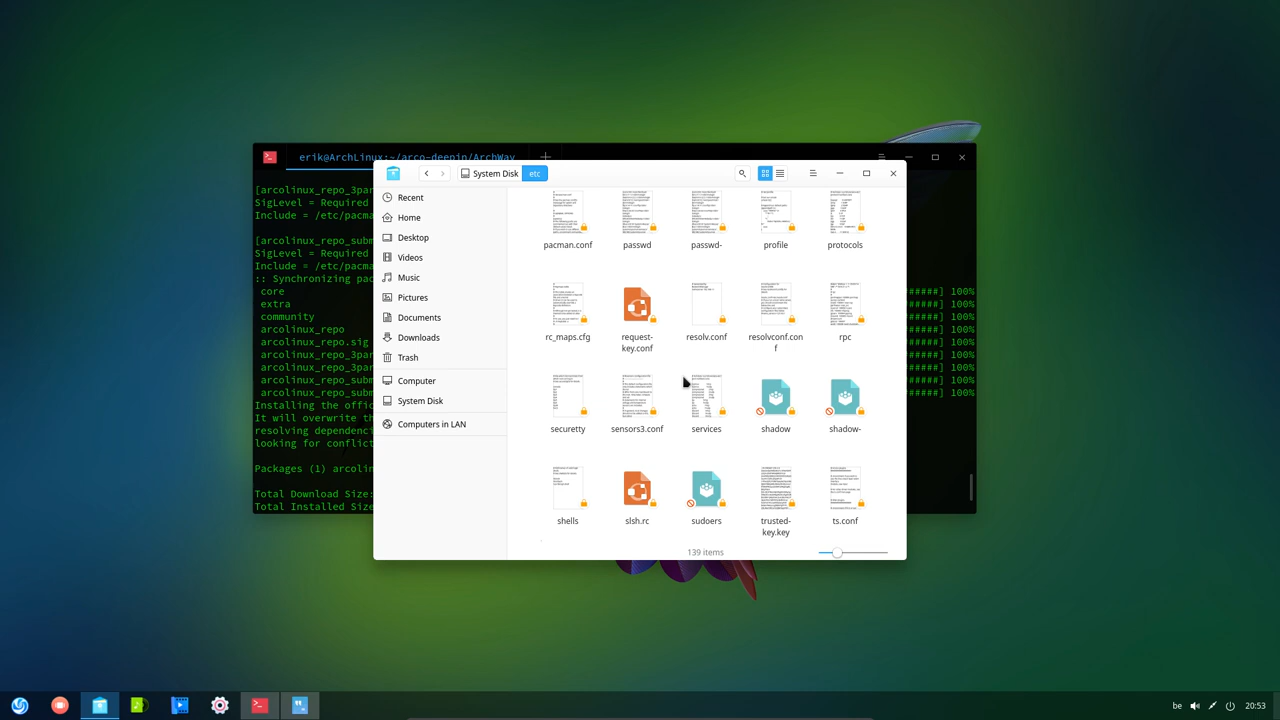 erik@ArchLinux:~/arco-deepin/ArchWay
[arcolinux_repo_3par
SigLevel = Required
Include = /etc/pacma
[arcolinux_repo_subm
SigLevel = Required
Include = /etc/pacma
:: Synchronizing pac
core
extra
community
arcolinux_repo
arcolinux_repo.sig
arcolinux_repo_3par
arcolinux_repo_3par
arcolinux_repo_3par
arcolinux_repo_subm
Installing the offi
It will overwrite th
resolving dependenci
looking for conflict
Packages (1) arcolin
Total Download Size:
Total Installed Size
#####] 100%
#####] 100%
#####] 100%
#####] 100%
#####] 100%
#####] 100%
#####] 100%
#####] 100%
#####] 100%
System Disk
etc
Recent
Home
Desktop
Videos
Music
Pictures
Documents
Downloads
Trash
Computer
System Disk
Computers in LAN
pacman.conf
passwd
passwd-
profile
protocols
rc_maps.cfg
request-
key.conf
resolv.conf
resolvconf.con
f
rpc
securetty
sensors3.conf
services
shadow
shadow-
shells
slsh.rc
sudoers
trusted-
key.key
ts.conf
139 items
be
20:53